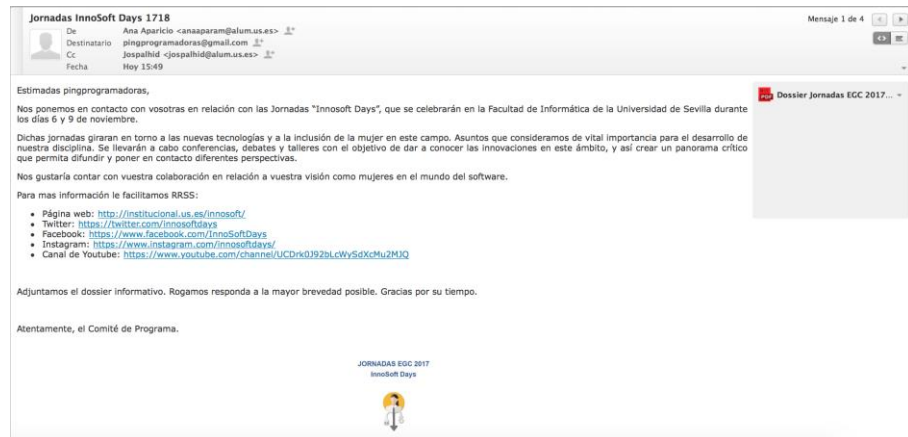 Jornadas InnoSoft Days 1718
Mensaje 1 de 4
De Ana Aparicio <anaaparam@alum.us.es>
Destinatario pingprogramadoras@gmail.com
Cc Jospalhid <jospalhid@alum.us.es>
Fecha Hoy 15:49
Estimadas pingprogramadoras,
PDF Dossier Jornadas EGC 2017...
Nos ponemos en contacto con vosotras en relación con las Jornadas "Innosoft Days", que se celebrarán en la Facultad de Informática de la Universidad de Sevilla durante
los días 6 y 9 de noviembre.
Dichas jornadas giraran en torno a las nuevas tecnologías y a la inclusión de la mujer en este campo. Asuntos que consideramos de vital importancia para el desarrollo de
nuestra disciplina. Se llevarán a cabo conferencias, debates y talleres con el objetivo de dar a conocer las innovaciones en este ámbito, y así crear un panorama crítico
que permita difundir y poner en contacto diferentes perspectivas.
Nos gustaría contar con vuestra colaboración en relación a vuestra visión como mujeres en el mundo del software.
Para mas información le facilitamos RRSS:
• Página web: http://institucional.us.es/innosoft/
• Twitter: https://twitter.com/innosoftdays
• Facebook: https://www.facebook.com/InnoSoftDays
• Instagram: https://www.instagram.com/innosoftdays/
• Canal de Youtube: https://www.youtube.com/channel/UCDrk0J92bLcWySdXcMu2MJQ
Adjuntamos el dossier informativo. Rogamos responda a la mayor brevedad posible. Gracias por su tiempo.
Atentamente, el Comité de Programa.
JORNADAS EGC 2017
InnoSoft Days